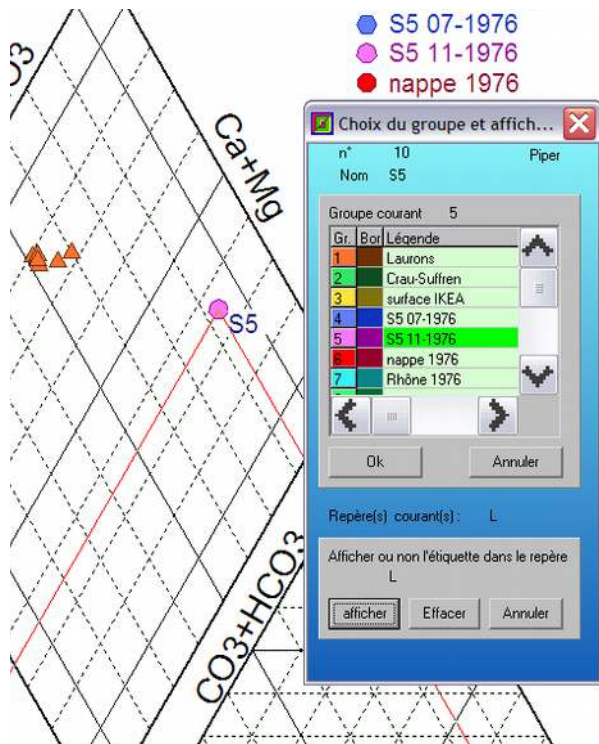 S5 07-1976
S5 11-1976
nappe 1976
O3
Ca+Mg
S5
CO3+HCO3
Choix du groupe et affich...
n° 10 Piper
Nom S5
Groupe courant 5
Gr. Bor Légende
1 Laurons
2 Crau-Suffren
3 surface IKEA
4 S5 07-1976
5 S5 11-1976
6 nappe 1976
7 Rhône 1976
Ok Annuler
Repère(s) courant(s) : L
Afficher ou non l'étiquette dans le repère
L
afficher Effacer Annuler